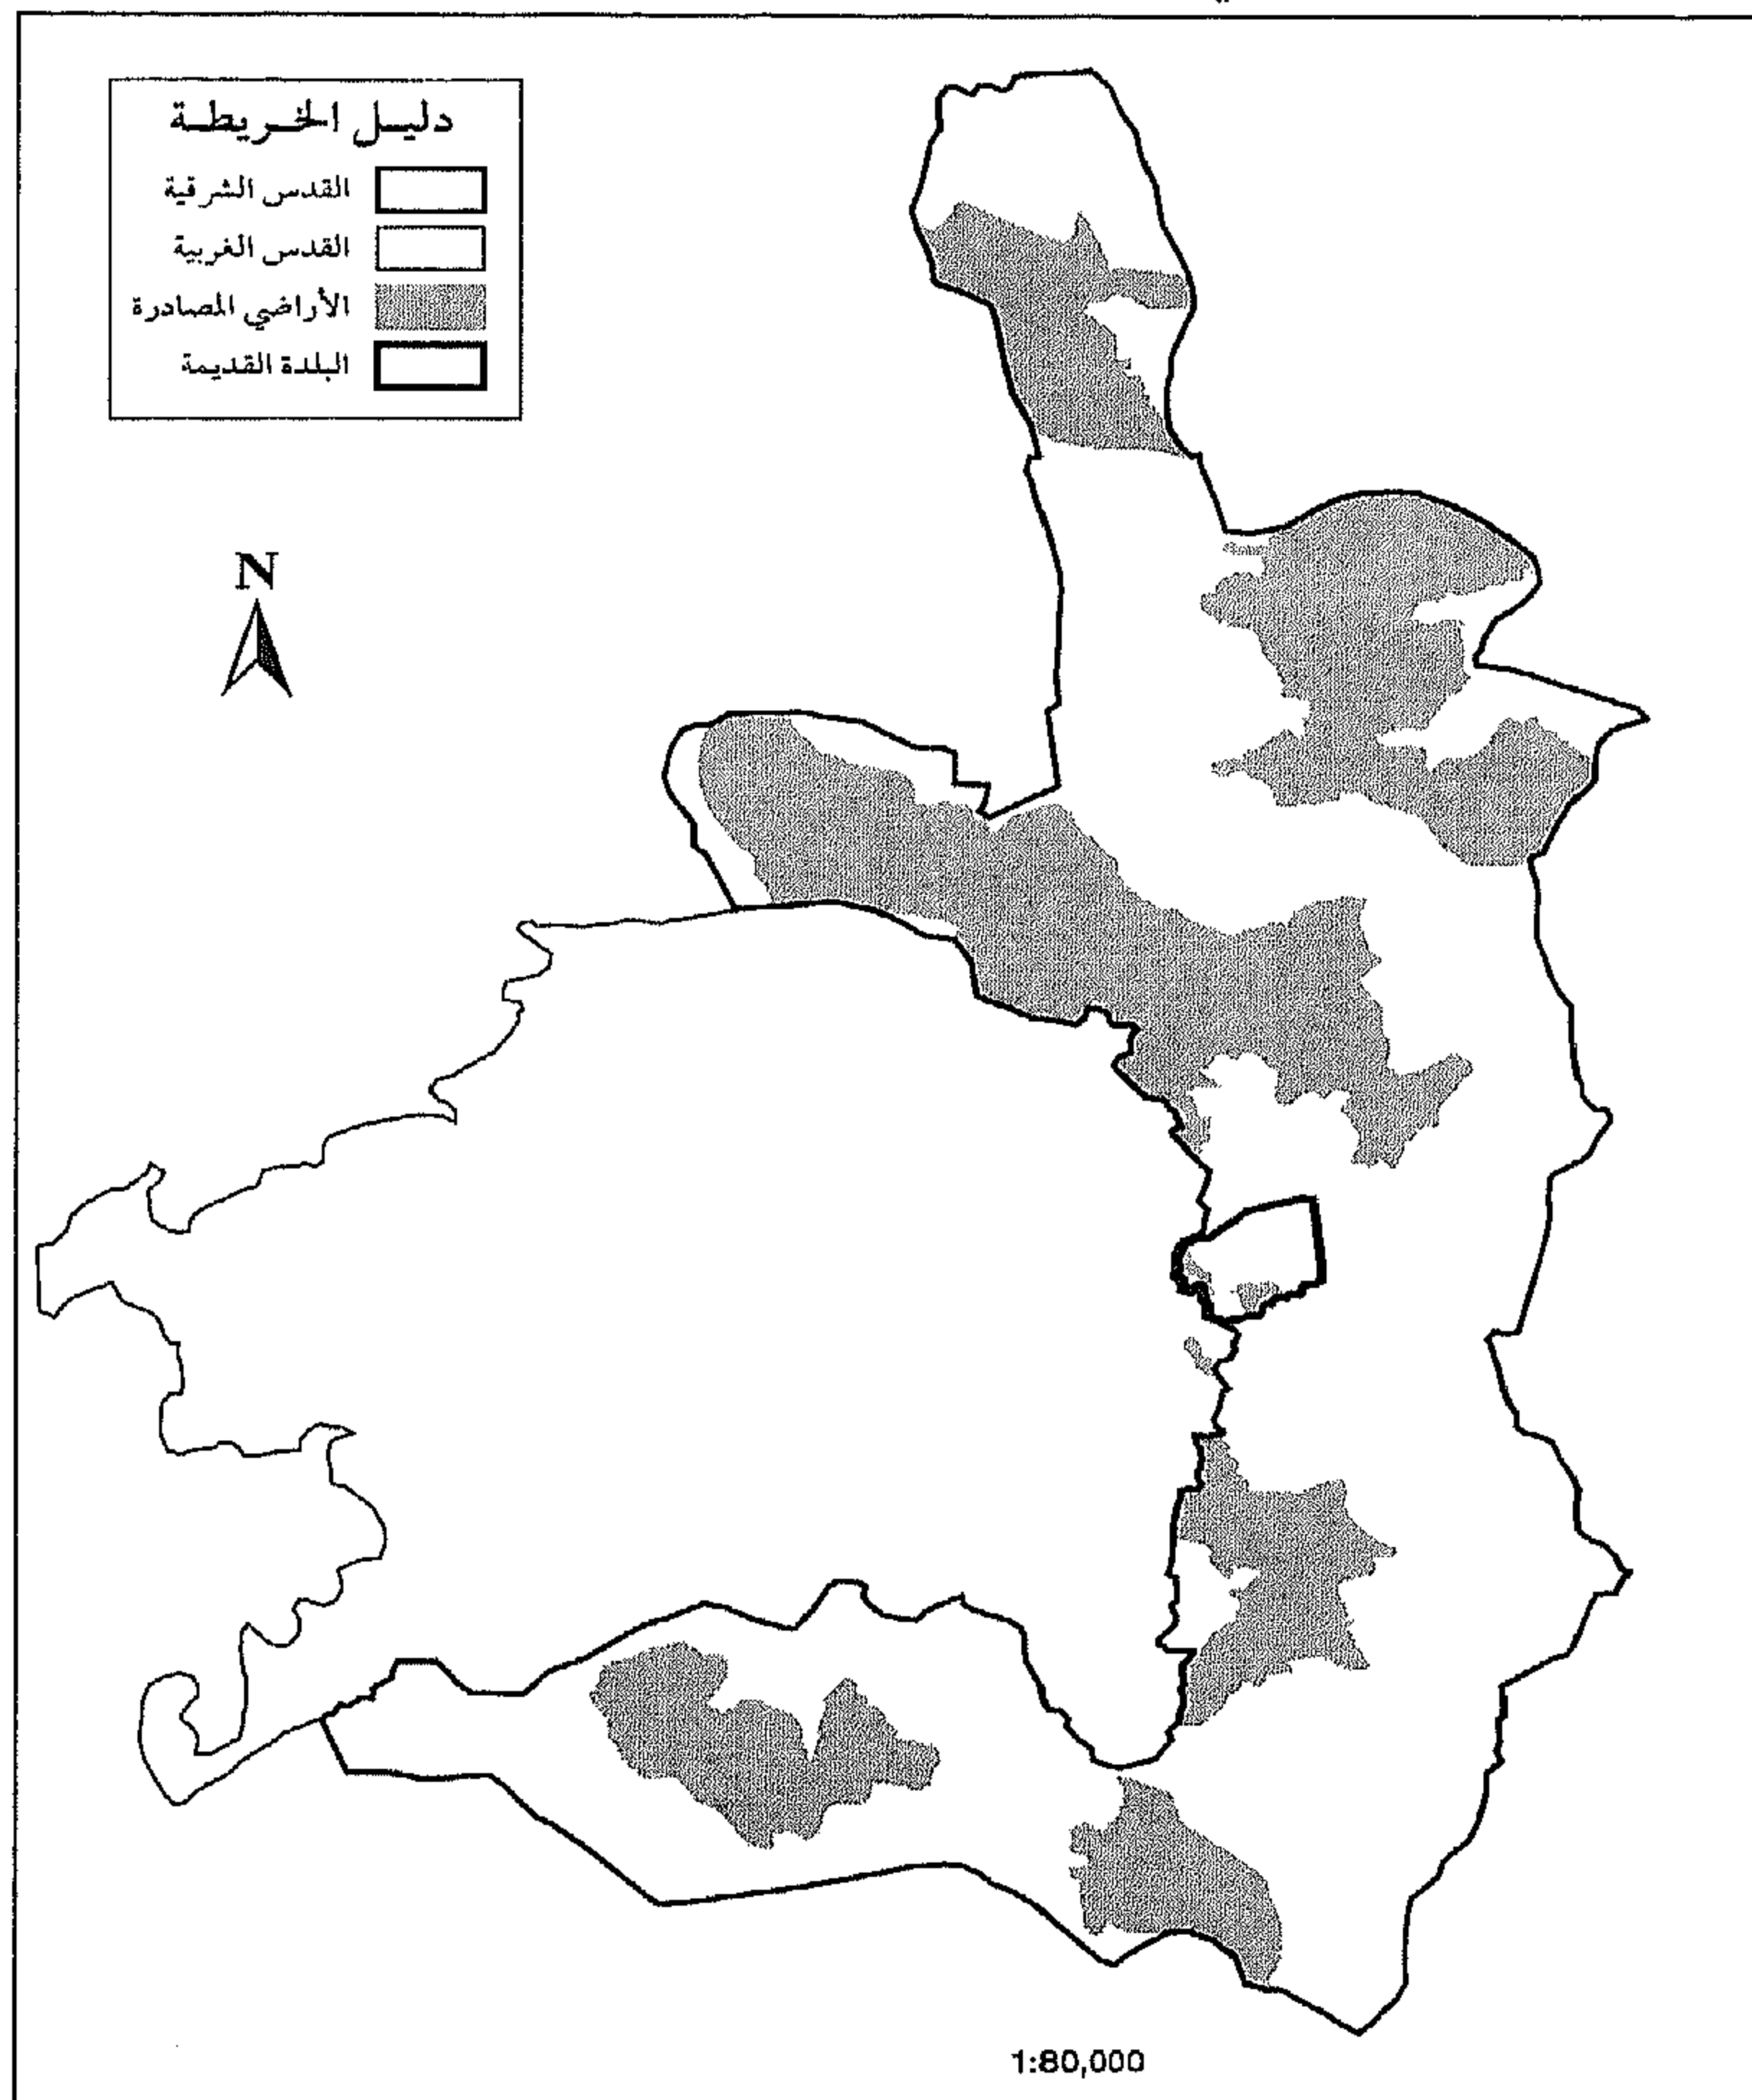 دليل الخريطة
القدس الشرقية
القدس الغربية
الأراضي المصادرة
البلدة القديمة
N
1:80,000